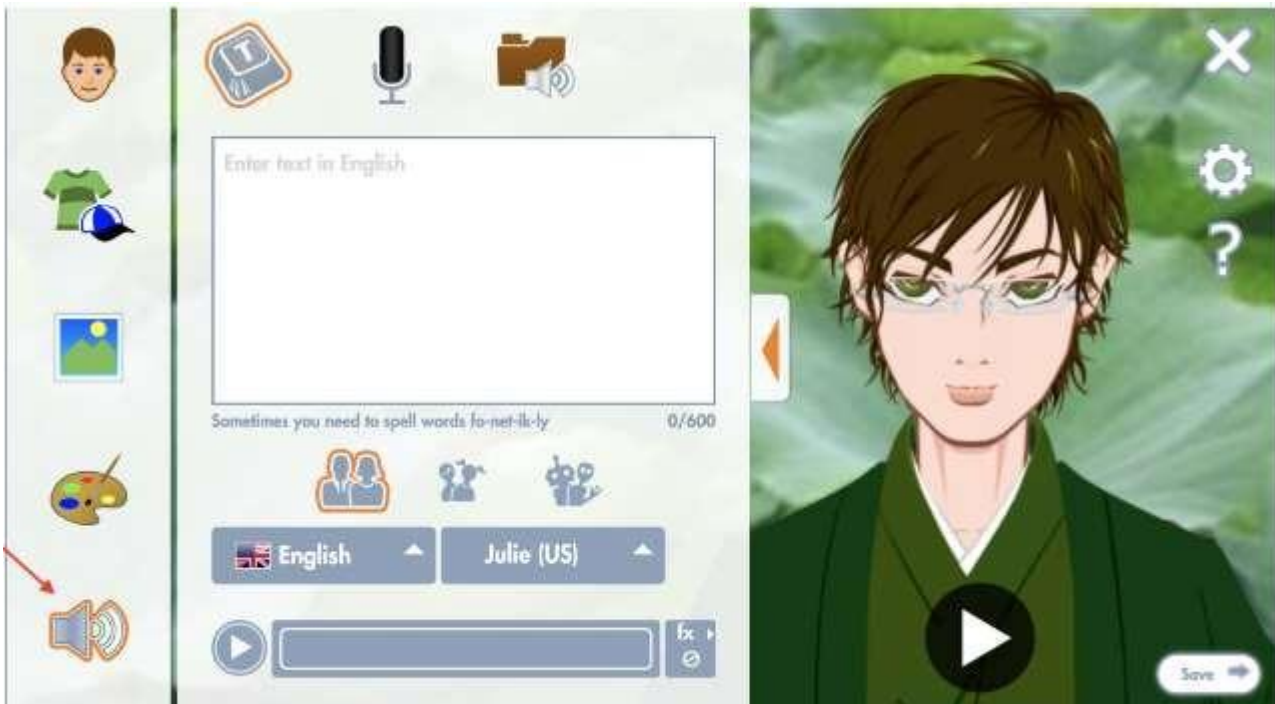 T
Enter text in English
Sometimes you need to spell words fo-net-ik-ly 0/600
English Julie (US)
fx
?
Save